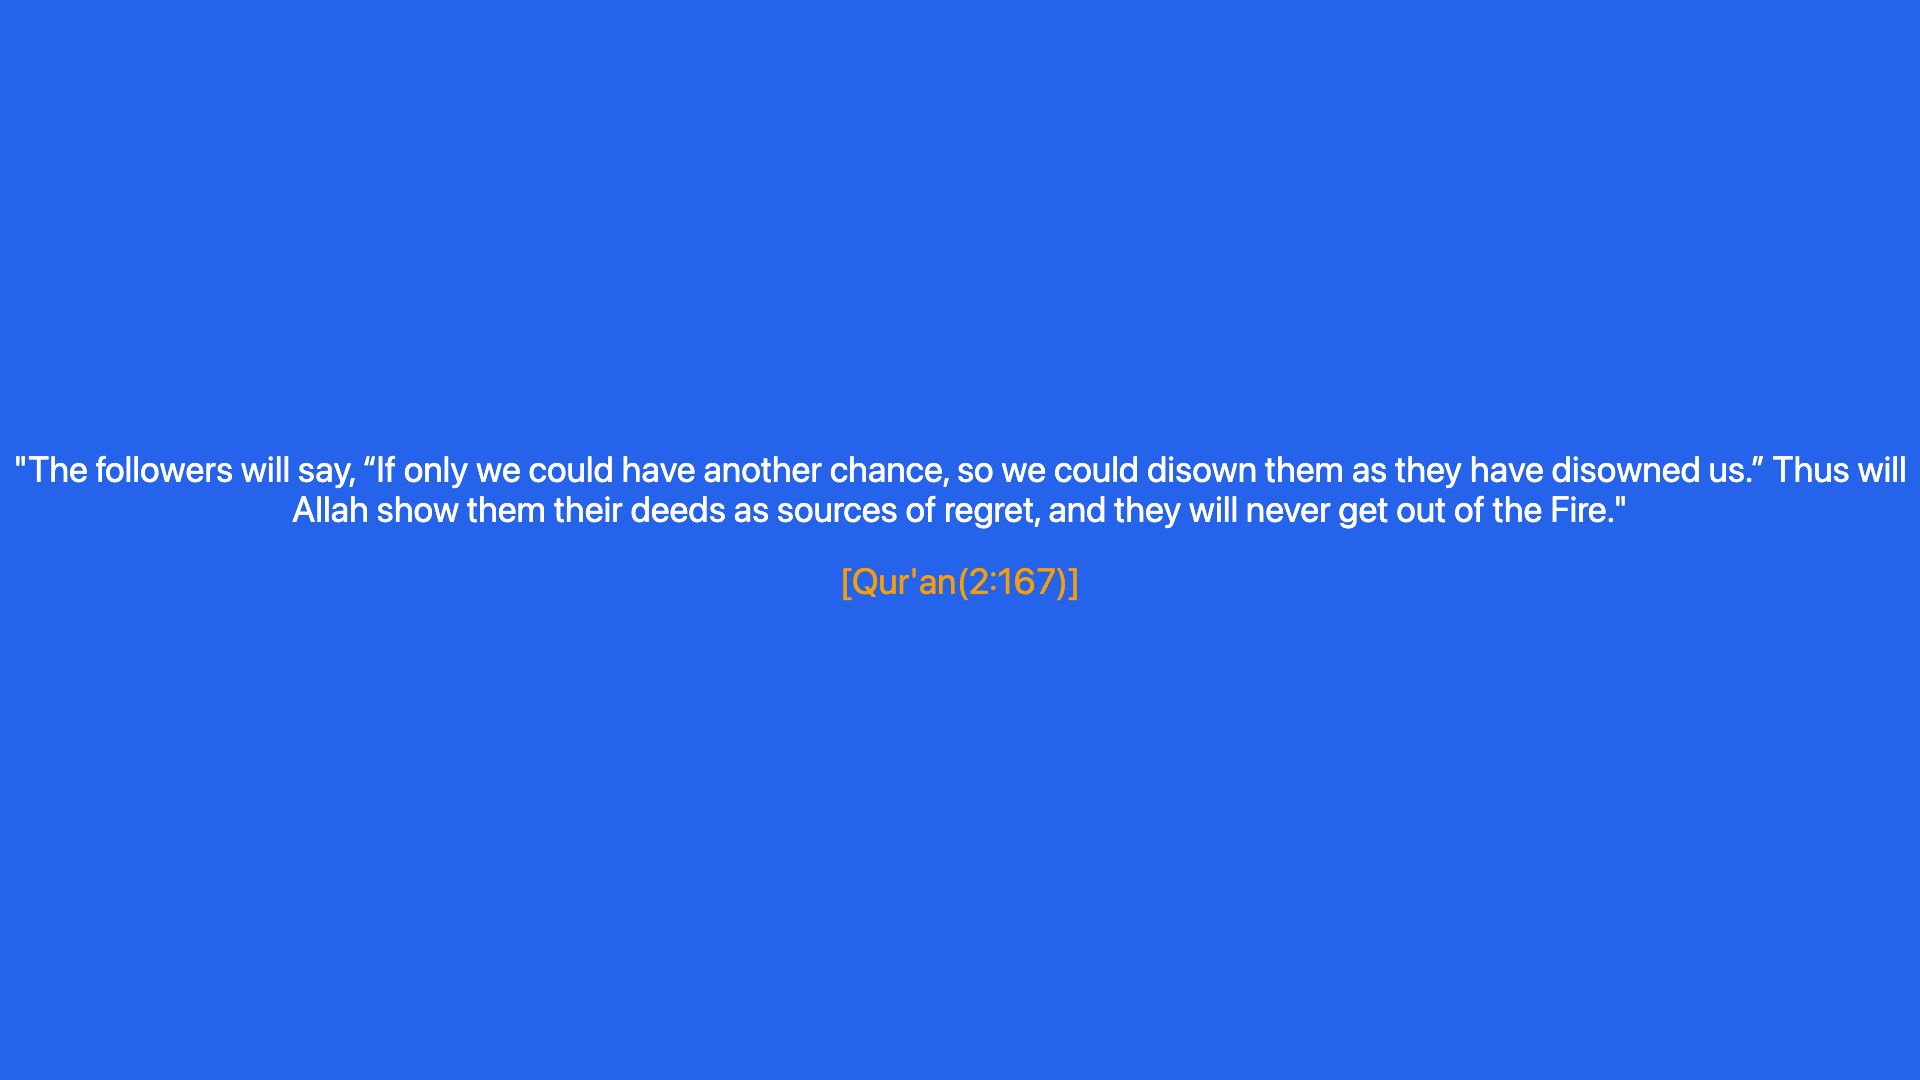 "The followers will say, “If only we could have another chance, so we could disown them as they have disowned us.” Thus will
Allah show them their deeds as sources of regret, and they will never get out of the Fire."
[Qur'an(2:167)]